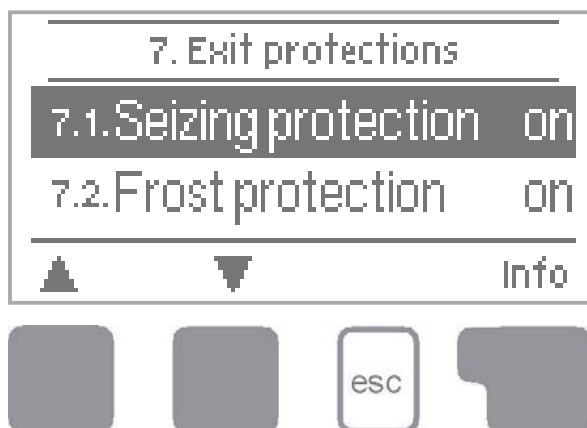 7. Exit protections
7.1.Seizing protection on
7.2.Frost protection on
Info
esc